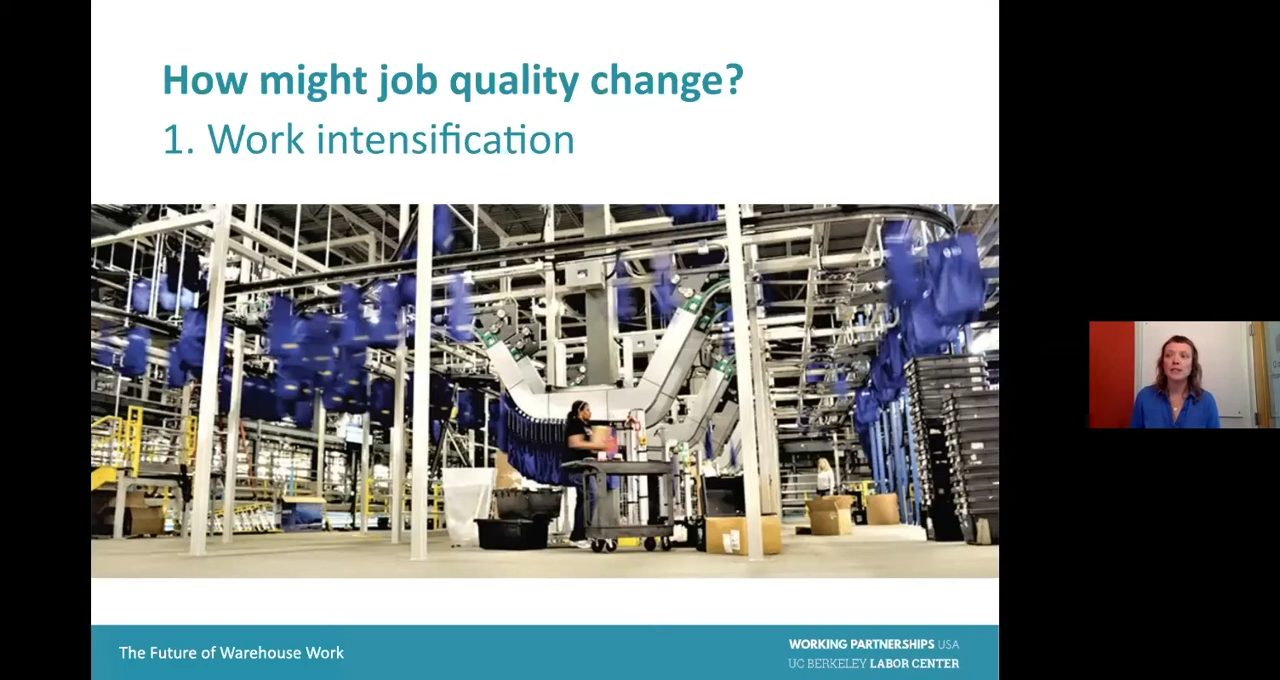 How might job quality change?
1. Work intensification
The Future of Warehouse Work
WORKING PARTNERSHIPS USA
UC BERKELEY LABOR CENTER